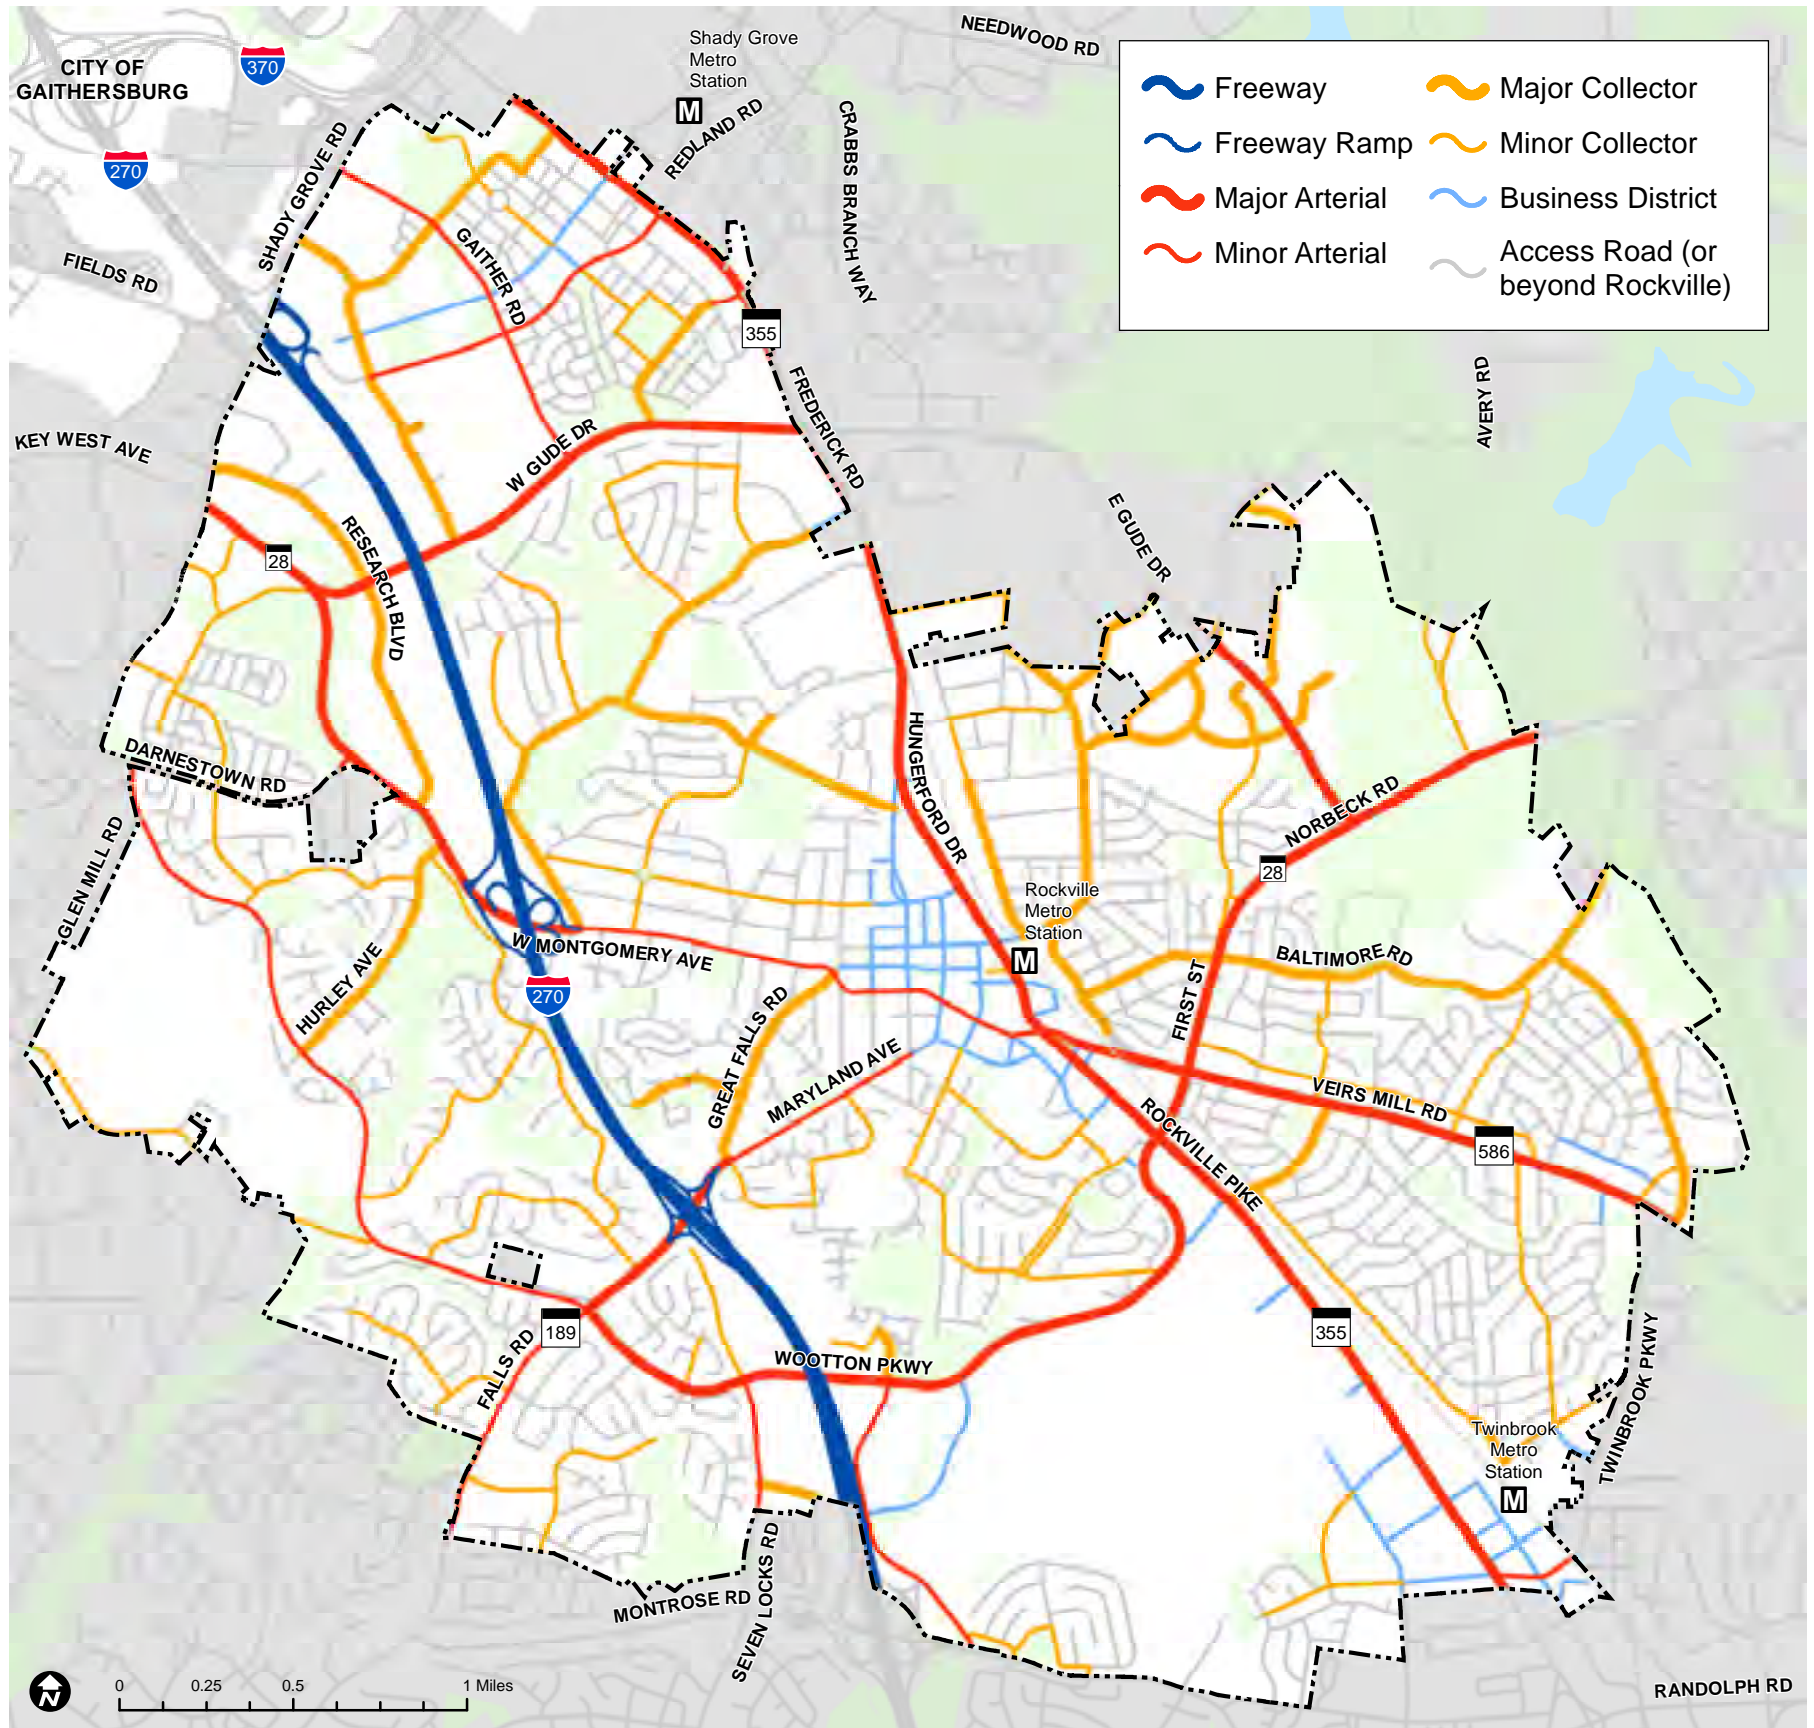 CITY OF
GAITHERSBURG
370
270
Shady Grove
Metro
Station
M
NEEDWOOD RD
REDLAND RD
CRABBS BRANCH WAY
SHADY GROVE RD
FIELDS RD
GAITHER RD
Freeway
Freeway Ramp
Major Arterial
Minor Arterial
Major Collector
Minor Collector
Business District
Access Road (or
beyond Rockville)
355
FREDERICK RD
AVERY RD
KEY WEST AVE
W GUDE DR
E GUDE DR
28
RESEARCH BLVD
HUNGERFORD DR
DARNESTOWN RD
GLEN MILL RD
NORBECK RD
28
Rockville
Metro
Station
M
W MONTGOMERY AVE
BALTIMORE RD
HURLEY AVE
270
GREAT FALLS RD
FIRST ST
MARYLAND AVE
VEIRS MILL RD
ROCKVILLE PIKE
586
189
355
FALLS RD
WOOTTON PKWY
TWINBROOK PKWY
Twinbrook
Metro
Station
M
MONTROSE RD
SEVEN LOCKS RD
RANDOLPH RD
N
0
0.25
0.5
1 Miles